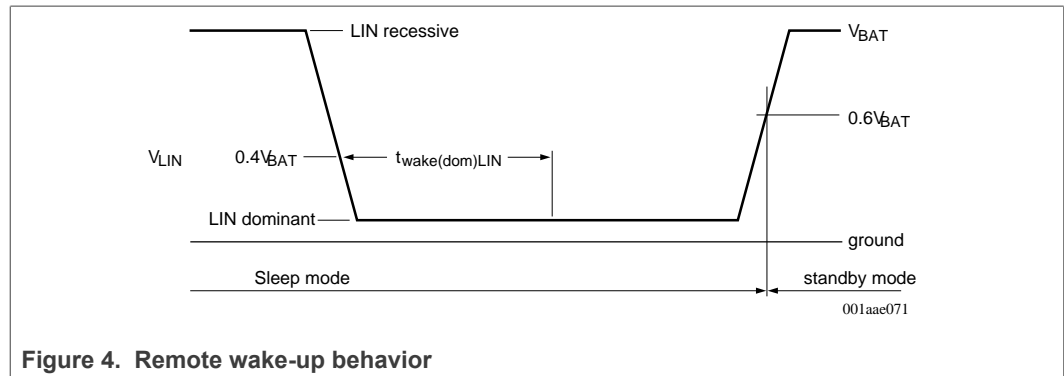 LIN recessive
VBAT
0.6VBAT
VLIN
0.4VBAT
twake(dom)LIN
LIN dominant
ground
Sleep mode
standby mode
001aae071
Figure 4. Remote wake-up behavior